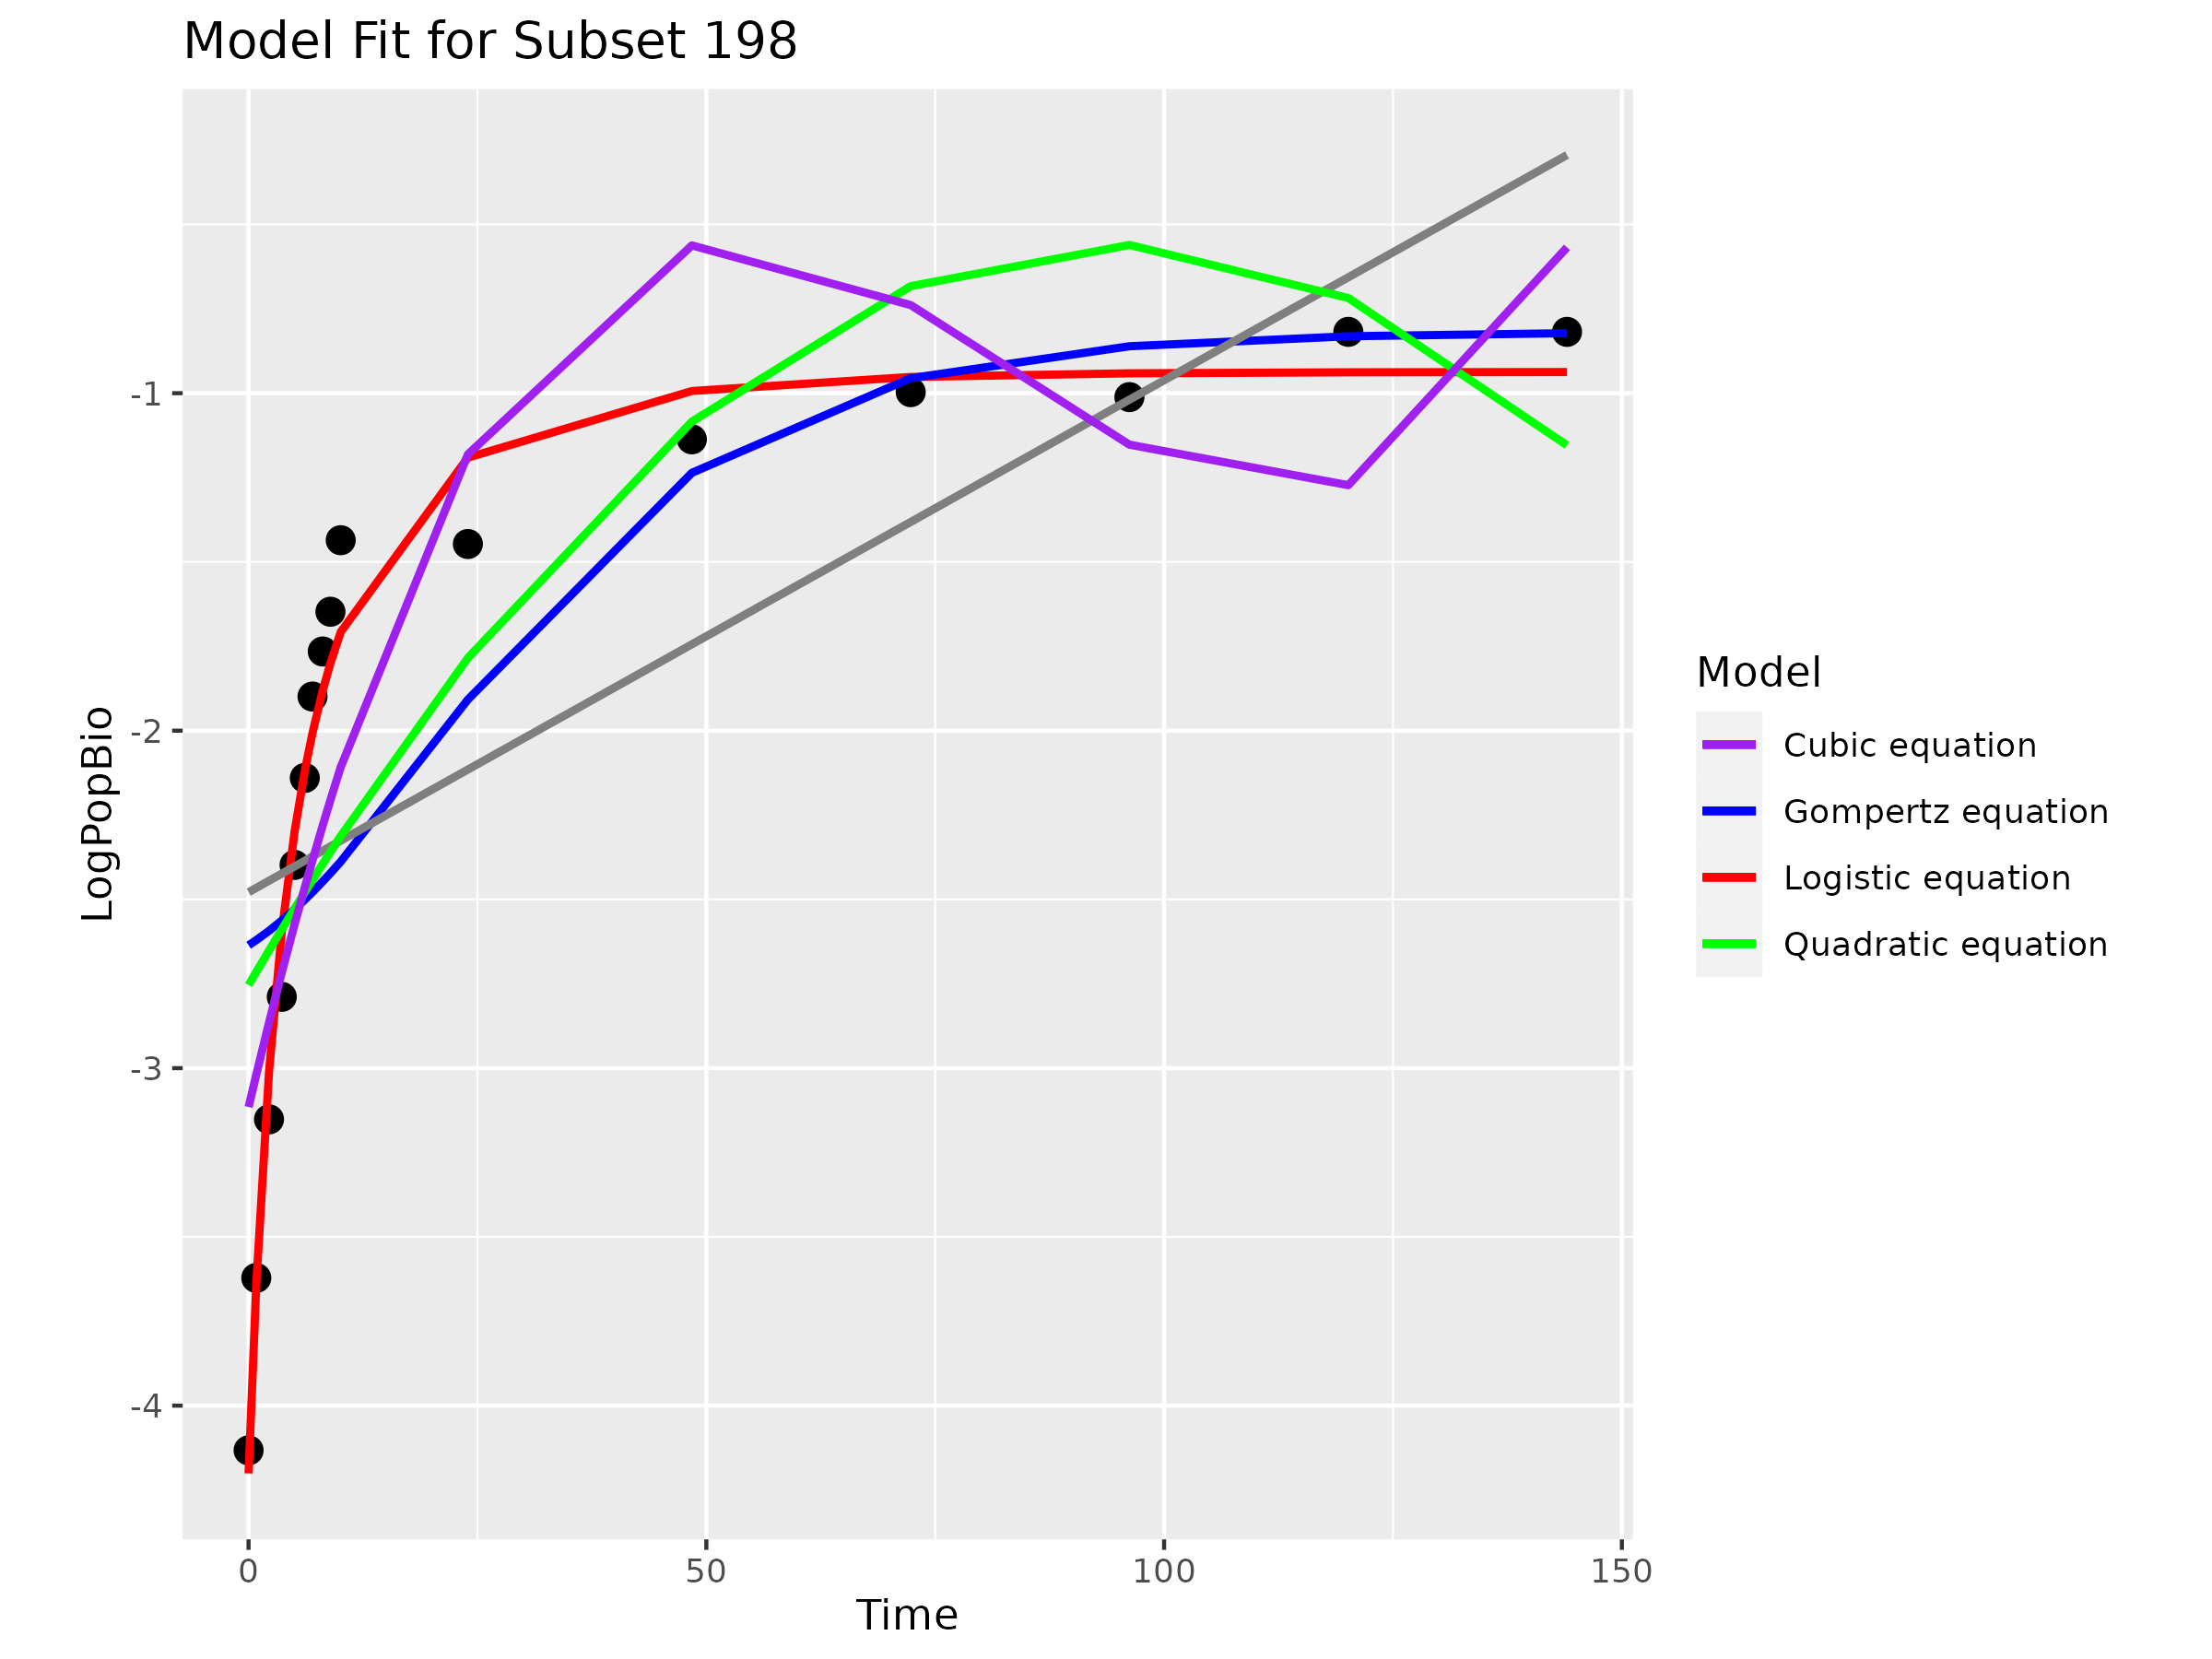 Model Fit for Subset 198
LogPopBio
-1
-2
-3
-4
0
50
100
150
Time
Model
Cubic equation
Gompertz equation
Logistic equation
Quadratic equation